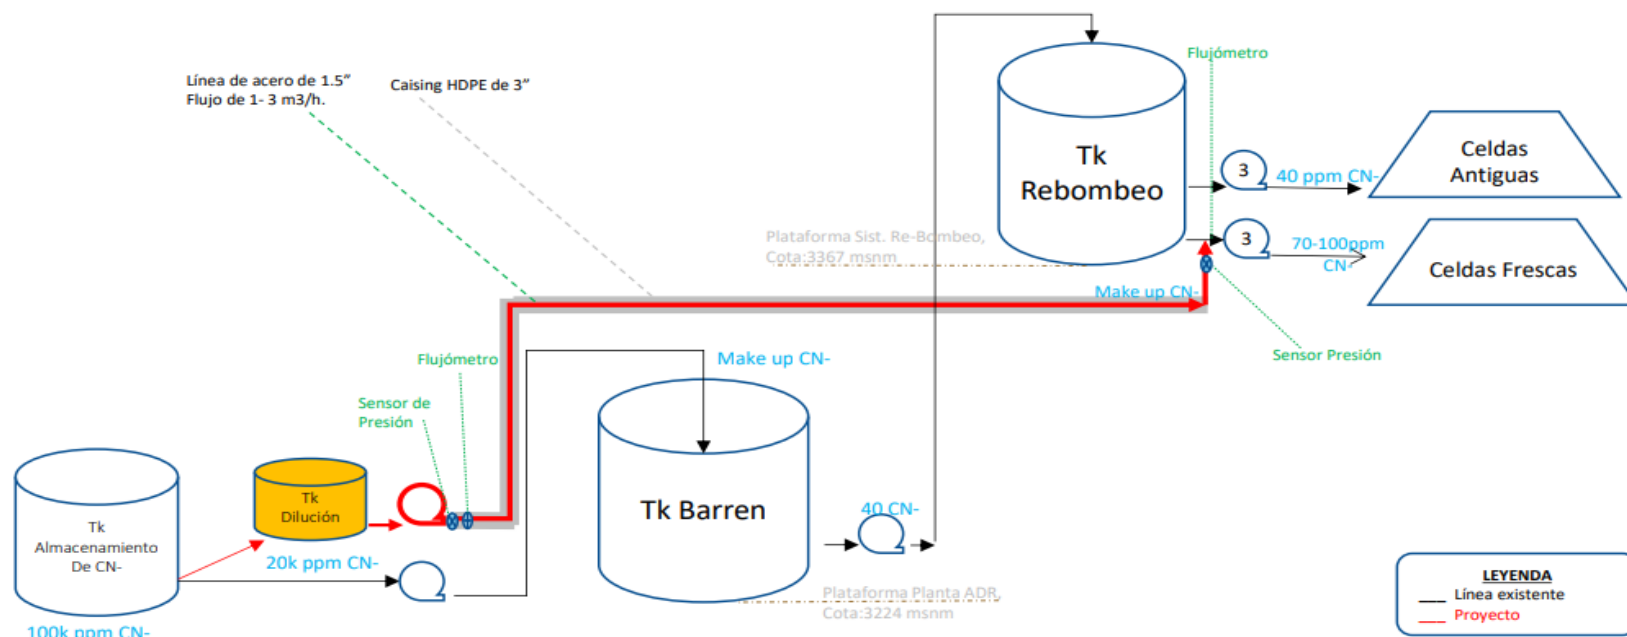 Línea de acero de 1.5"
Flujo de 1- 3 m3/h.
Caising HDPE de 3"
Flujómetro
Tk
Rebombeo
3
40 ppm CN-
Celdas
Antiguas
3
70-100ppm
CN-
Celdas Frescas
Plataforma Sist. Re-Bombeo,
Cota:3367 msnm
Make up CN-
Sensor Presión
Flujómetro
Make up CN-
Sensor de
Presión
Tk
Almacenamiento
De CN-
Tk
Dilución
20k ppm CN-
100k ppm CN-
Tk Barren
40 CN-
Plataforma Planta ADR,
Cota:3224 msnm
LEYENDA
Línea existente
Proyecto